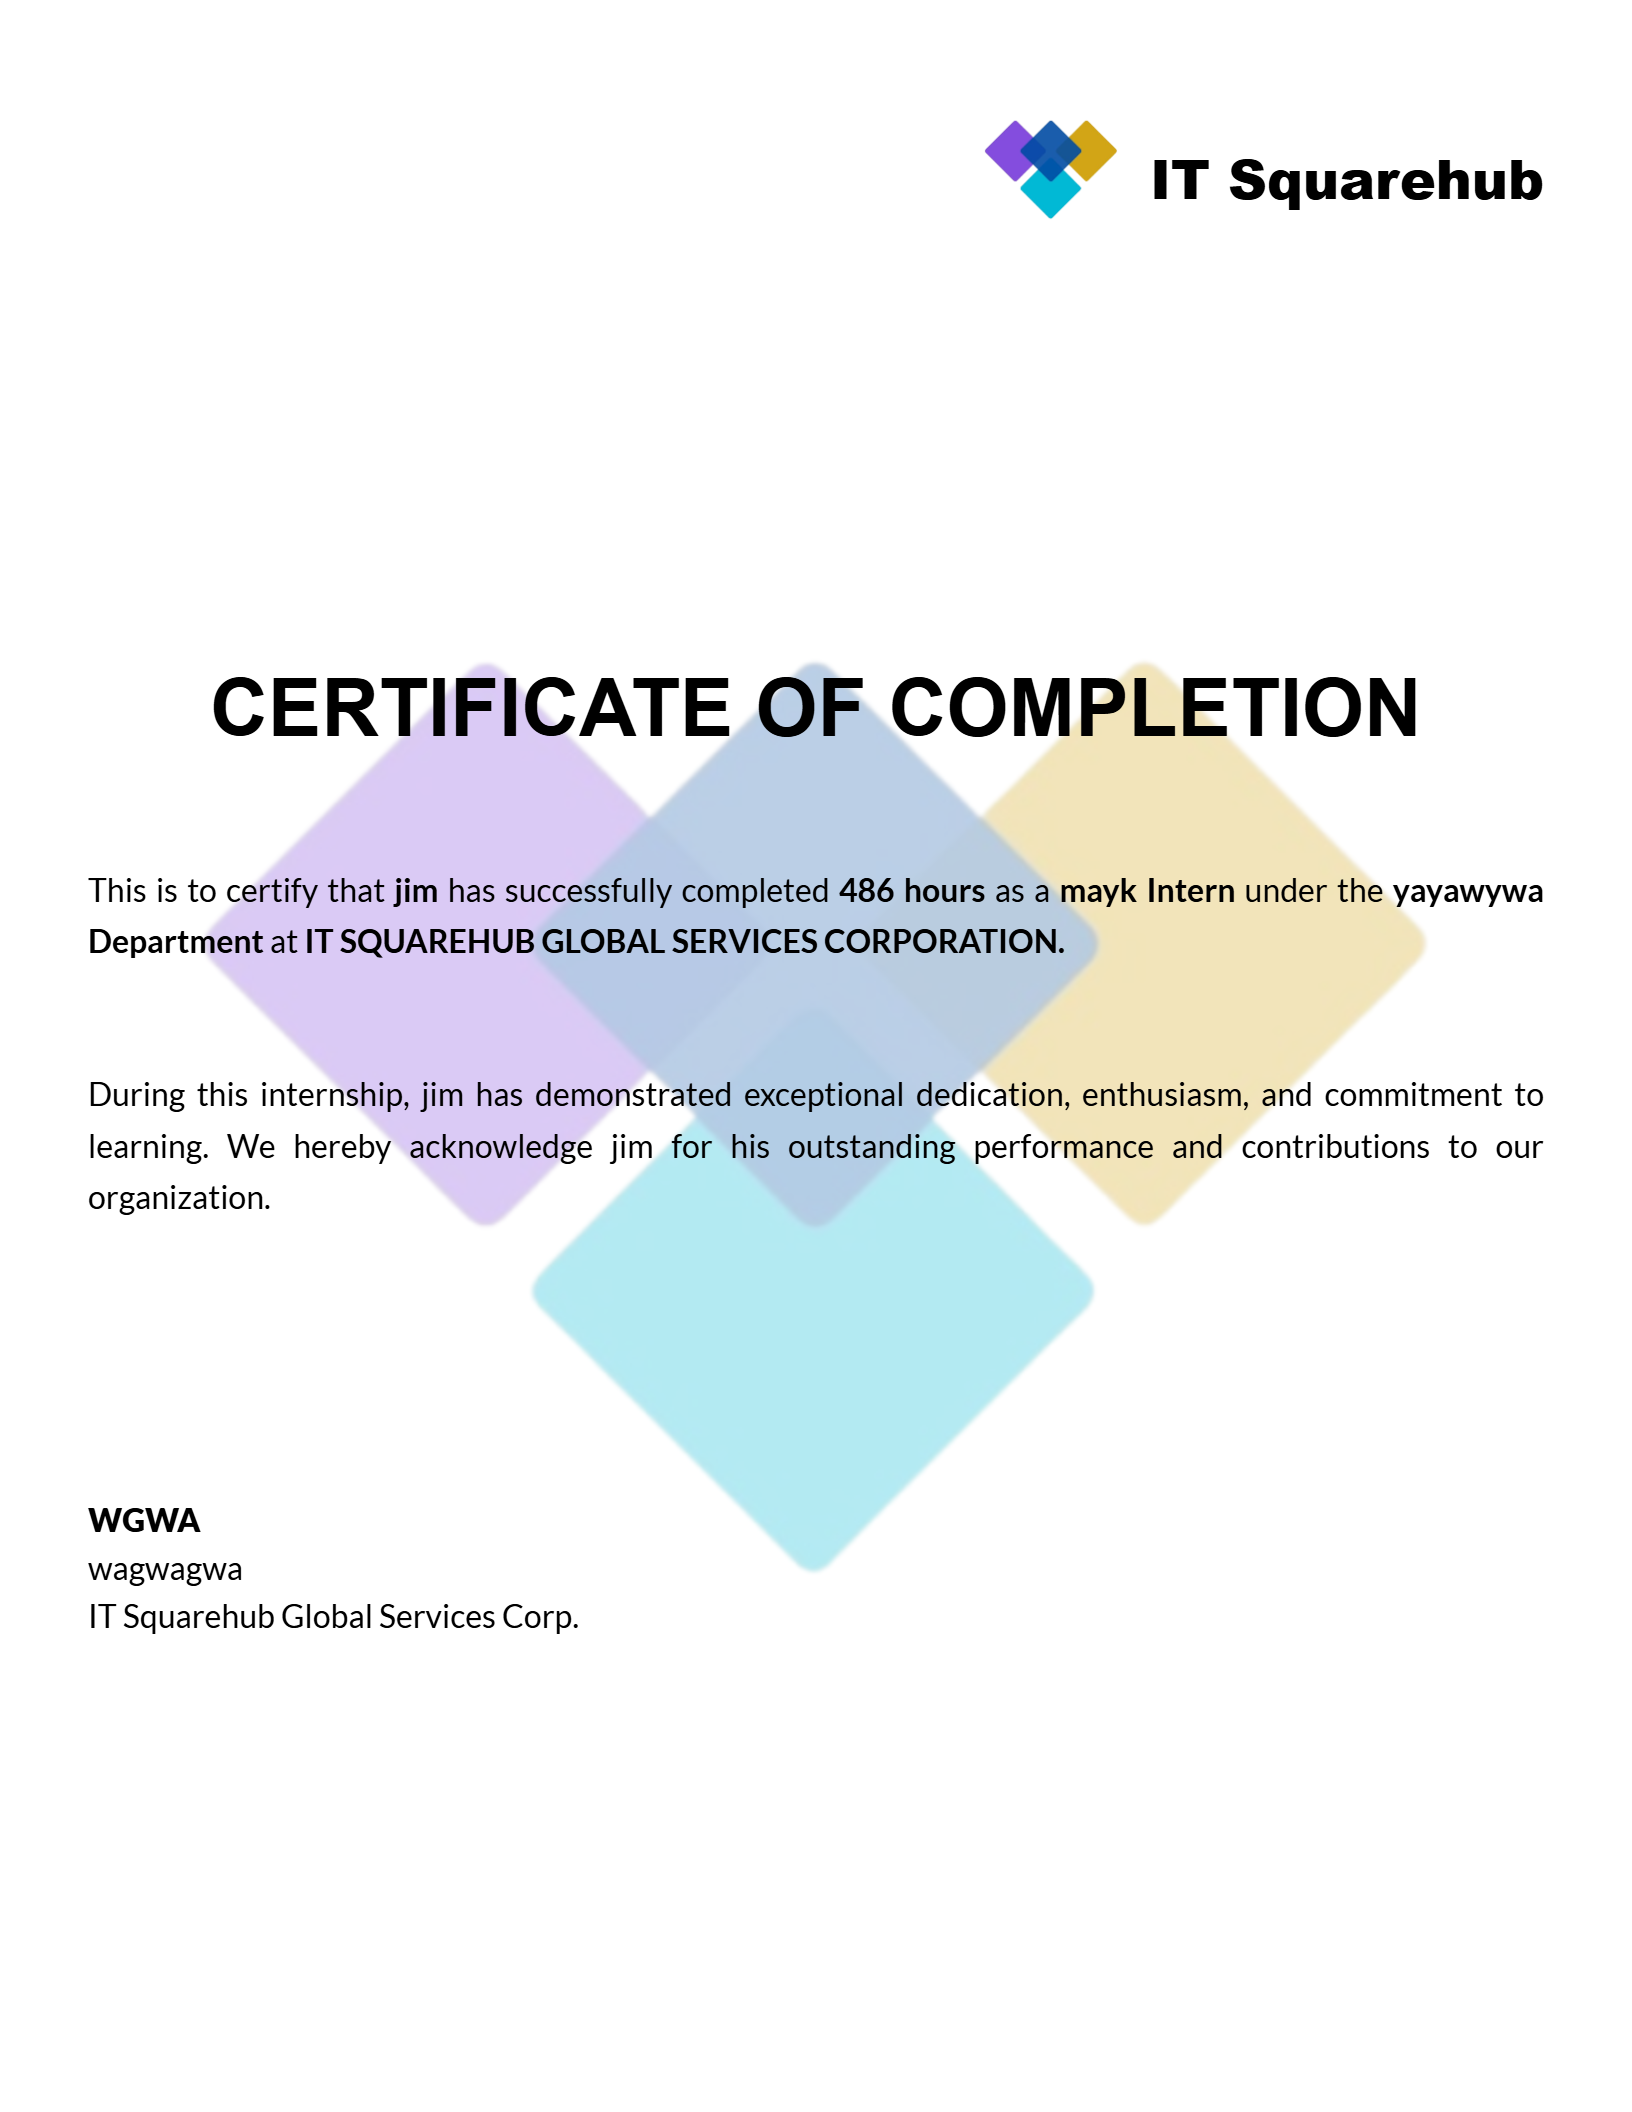 IT Squarehub
CERTIFICATE OF COMPLETION
This is to certify that jim has successfully completed 486 hours as a mayk Intern under the yayawywa
Department at IT SQUAREHUB GLOBAL SERVICES CORPORATION.
During this internship, jim has demonstrated exceptional dedication, enthusiasm, and commitment to
learning. We hereby acknowledge jim for his outstanding performance and contributions to our
organization.
WGWA
wagwagwa
IT Squarehub Global Services Corp.